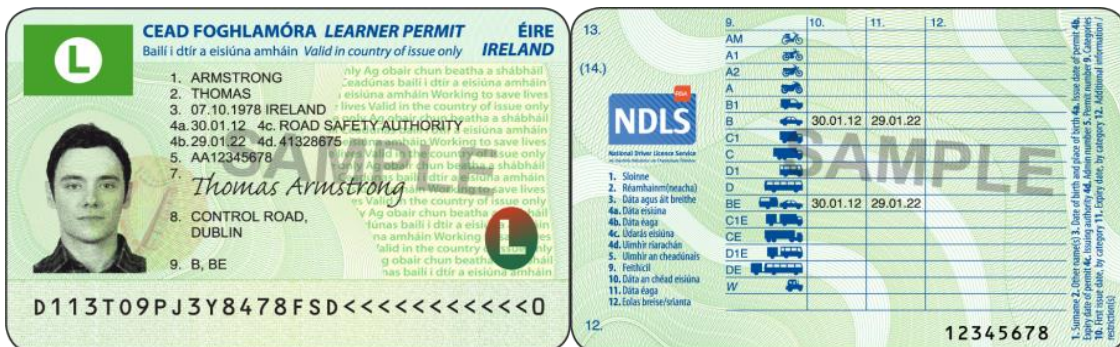 CEAD FOGHLAMÓRA LEARNER PERMIT ÉIRE
Bailí i dtír a eisiúna amháin Valid in country of issue only IRELAND
L
1. ARMSTRONG
2. THOMAS
3. 07.10.1978 IRELAND
4a. 30.01.12 4c. ROAD SAFETY AUTHORITY
4b. 29.01.22 4d. 41328675
5. AA12345678
7.
Thomas Armstrong
8. CONTROL ROAD,
DUBLIN
9. B, BE
L
SAMPLE
D113T09PJ3Y8478FSD<<<<<<<<<<<<0
13.
(14.)
RSA
NDLS
National Driver Licence Service
1. Sloinne
2. Réamhainm(neacha)
3. Dáta agus áit breithe
4a. Dáta eisiúna
4b. Dáta éaga
4c. Údarás eisiúna
4d. Uimhir riaracháin
5. Uimhir an cheadúnais
9. Feithiclí
10. Dáta an chéad eisiúna
11. Dáta éaga
12. Eolas breise/srianta
12.
9. 10. 11. 12.
AM
A1
A2
A
B1
B 30.01.12 29.01.22
C1
C
D1
D
BE 30.01.12 29.01.22
C1E
CE
D1E
DE
W
SAMPLE
12345678
1. Surname 2. Other name(s) 3. Date of birth and place of birth 4a. Issue date of permit 4b.
Expiry date of permit 4c. Issuing authority 4d. Admin number 5. Permit number 9. Categories
10. First issue date, by category 11. Expiry date, by category 12. Additional information /
restriction(s)